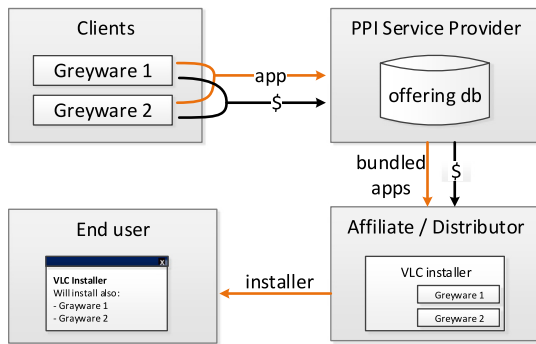 Clients
Greyware 1
Greyware 2
app
$
PPI Service Provider
offering db
bundled
apps
$
Affiliate / Distributor
VLC installer
Greyware 1
Greyware 2
installer
End user
X
VLC Installer
Will install also:
- Grayware 1
- Grayware 2